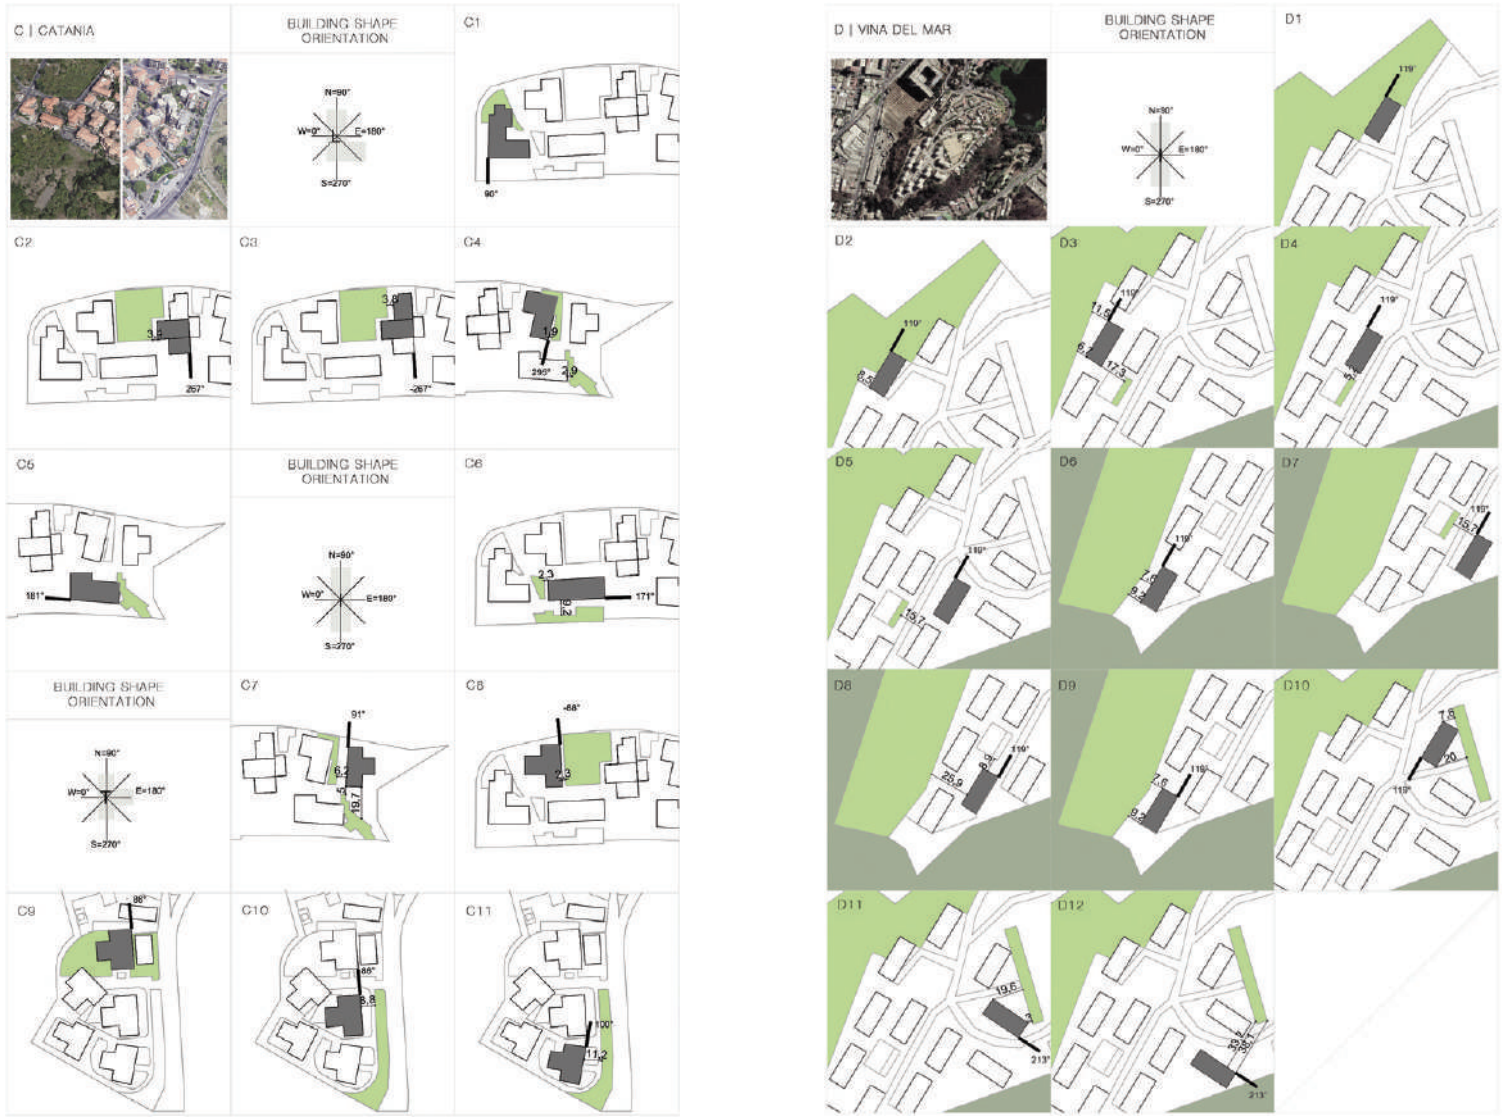 C | CATANIA
BUILDING SHAPE
ORIENTATION
N=90°
W=0°
E=180°
S=270°
C1
90°
C2
267°
C3
3,8
-267°
C4
1,9
295°
2,9
C5
181°
BUILDING SHAPE
ORIENTATION
N=90°
W=0°
E=180°
S=270°
C6
2,3
9,2
171°
BUILDING SHAPE
ORIENTATION
N=90°
W=0°
E=180°
S=270°
C7
91°
6,2
5
19,7
C8
-88°
2,3
C9
86°
C10
86°
8,8
C11
100°
11,2
D | VINA DEL MAR
BUILDING SHAPE
ORIENTATION
N=90°
W=0°
E=180°
S=270°
D1
119°
D2
119°
8,5
D3
119°
11,5
6,7
17,3
D4
119°
D5
119°
15,7
D6
119°
7,6
9,2
D7
119°
15,7
D8
119°
25,9
D9
119°
7,6
9,2
D10
7,8
20
119°
D11
19,6
3
213°
D12
213°